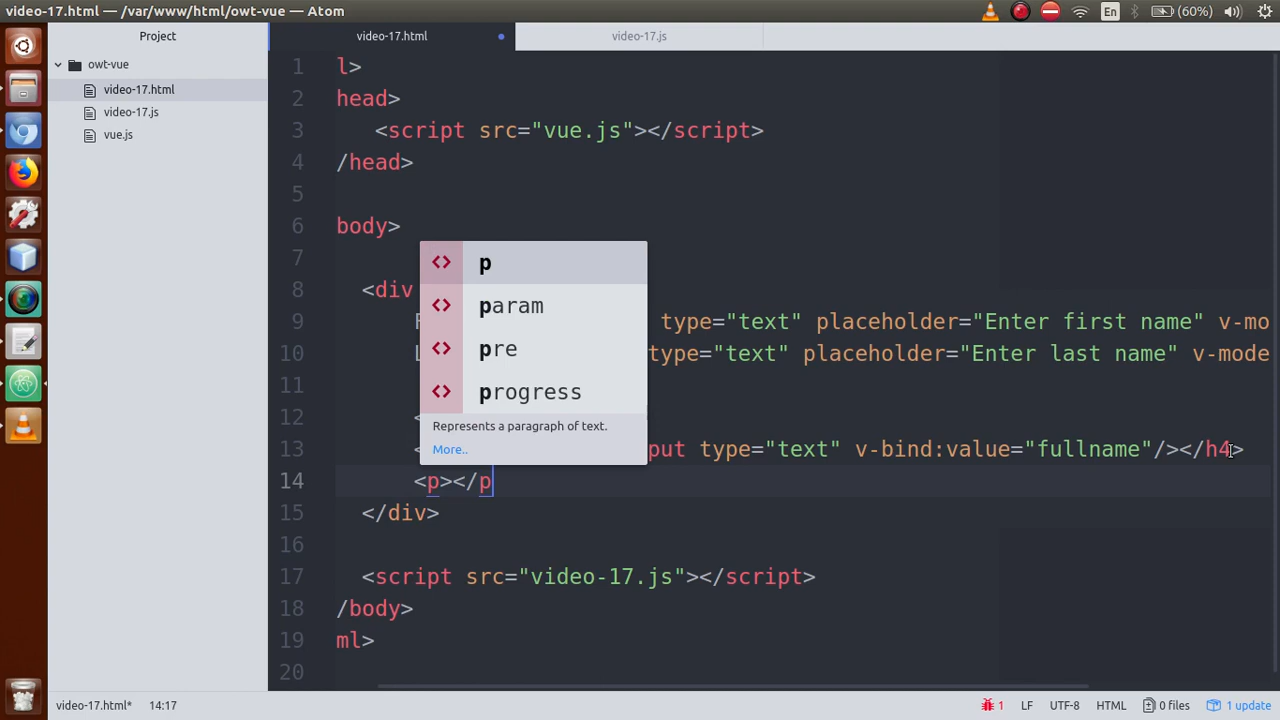 video-17.html — /var/www/html/owt-vue — Atom
En
(60%)
Project
video-17.html
video-17.js
owt-vue
video-17.html
video-17.js
vue.js
1 l>
2 head>
3 <script src="vue.js"></script>
4 /head>
5
6 body>
7
8 <div
9 F type="text" placeholder="Enter first name" v-mo
10 L type="text" placeholder="Enter last name" v-mode
11
12 <
13 < put type="text" v-bind:value="fullname"/></h4>
14 <p></p
15 </div>
16
17 <script src="video-17.js"></script>
18 /body>
19 ml>
20
p
param
pre
progress
Represents a paragraph of text.
More..
video-17.html* 14:17
1 LF UTF-8 HTML 0 files 1 update